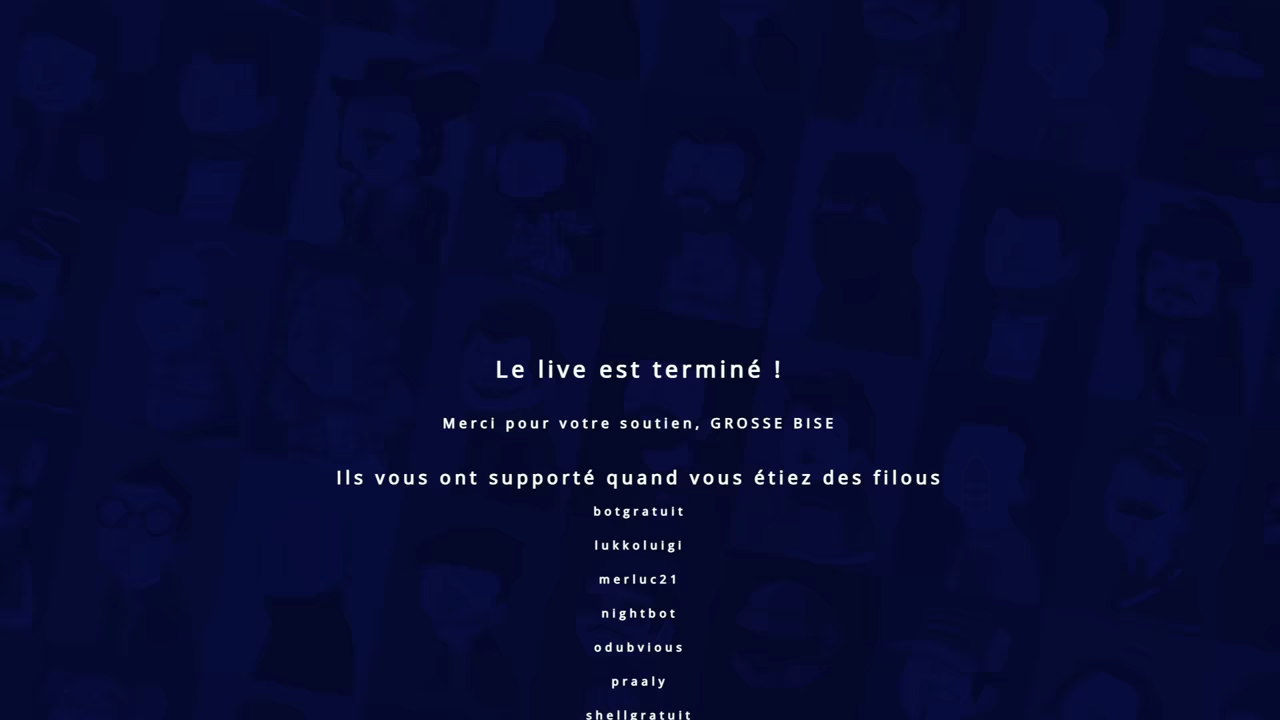 Le live est terminé !
Merci pour votre soutien, GROSSE BISE
Ils vous ont supporté quand vous étiez des filous
botgratuit
lukkoluigi
merluc21
nightbot
odubvious
praaly
shellgratuit